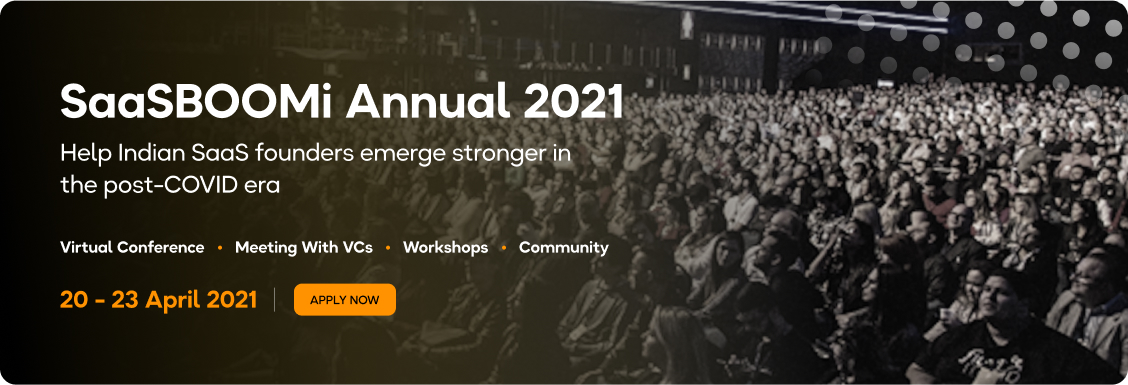 SaaSBOOMi Annual 2021
Help Indian SaaS founders emerge stronger in
the post-COVID era
Virtual Conference • Meeting With VCs • Workshops • Community
20 - 23 April 2021
APPLY NOW